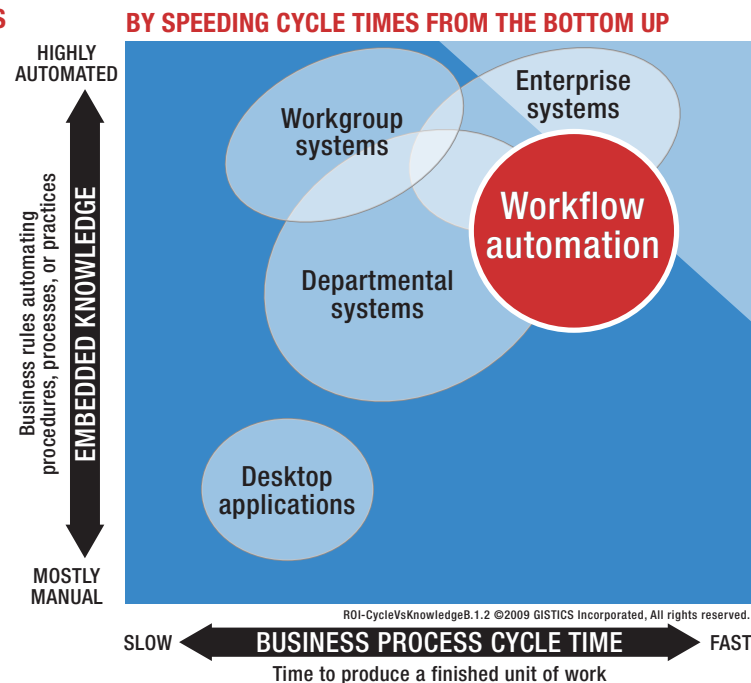 S
BY SPEEDING CYCLE TIMES FROM THE BOTTOM UP
HIGHLY
AUTOMATED
Business rules automating
procedures, processes, or practices
EMBEDDED KNOWLEDGE
MOSTLY
MANUAL
Workgroup
systems
Enterprise
systems
Workflow
automation
Departmental
systems
Desktop
applications
ROI-CycleVsKnowledgeB.1.2 ©2009 GISTICS Incorporated, All rights reserved.
SLOW
BUSINESS PROCESS CYCLE TIME
FAST
Time to produce a finished unit of work